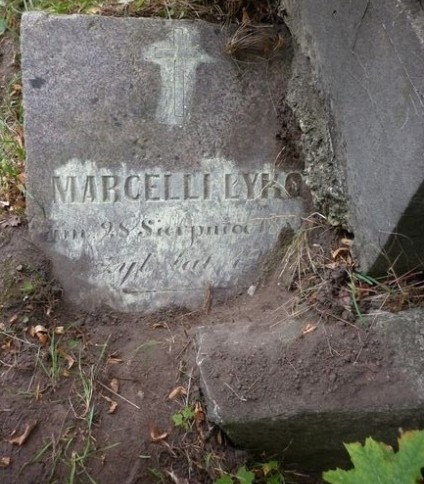 MARCELLI LYKO
28 Sierpnia
żył lat